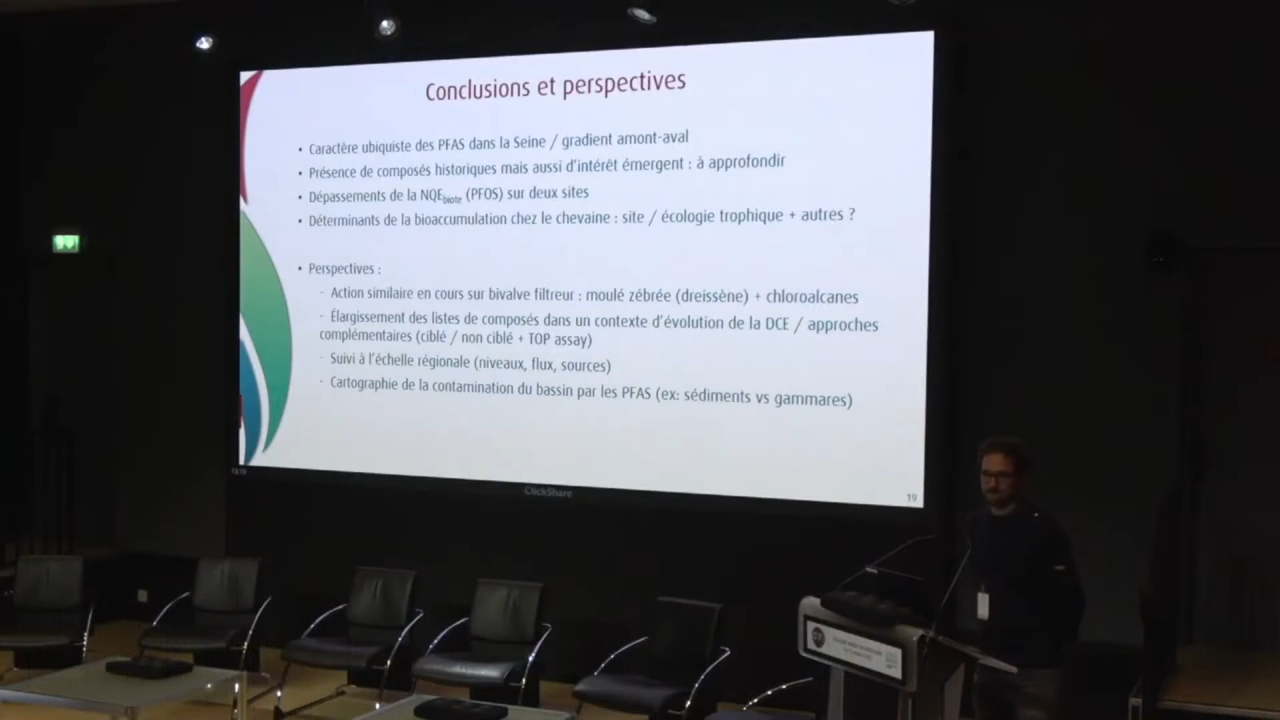 Conclusions et perspectives
• Caractère ubiquiste des PFAS dans la Seine / gradient amont-aval
• Présence de composés historiques mais aussi d'intérêt émergent : à approfondir
• Dépassements de la NQEbiote (PFOS) sur deux sites
• Déterminants de la bioaccumulation chez le chevaine : site / écologie trophique + autres ?
• Perspectives :
- Action similaire en cours sur bivalve filtreur : moulé zébrée (dreissène) + chloroalcanes
- Élargissement des listes de composés dans un contexte d'évolution de la DCE / approches
complémentaires (ciblé / non ciblé + TOP assay)
- Suivi à l'échelle régionale (niveaux, flux, sources)
- Cartographie de la contamination du bassin par les PFAS (ex: sédiments vs gammares)
19
ClickShare